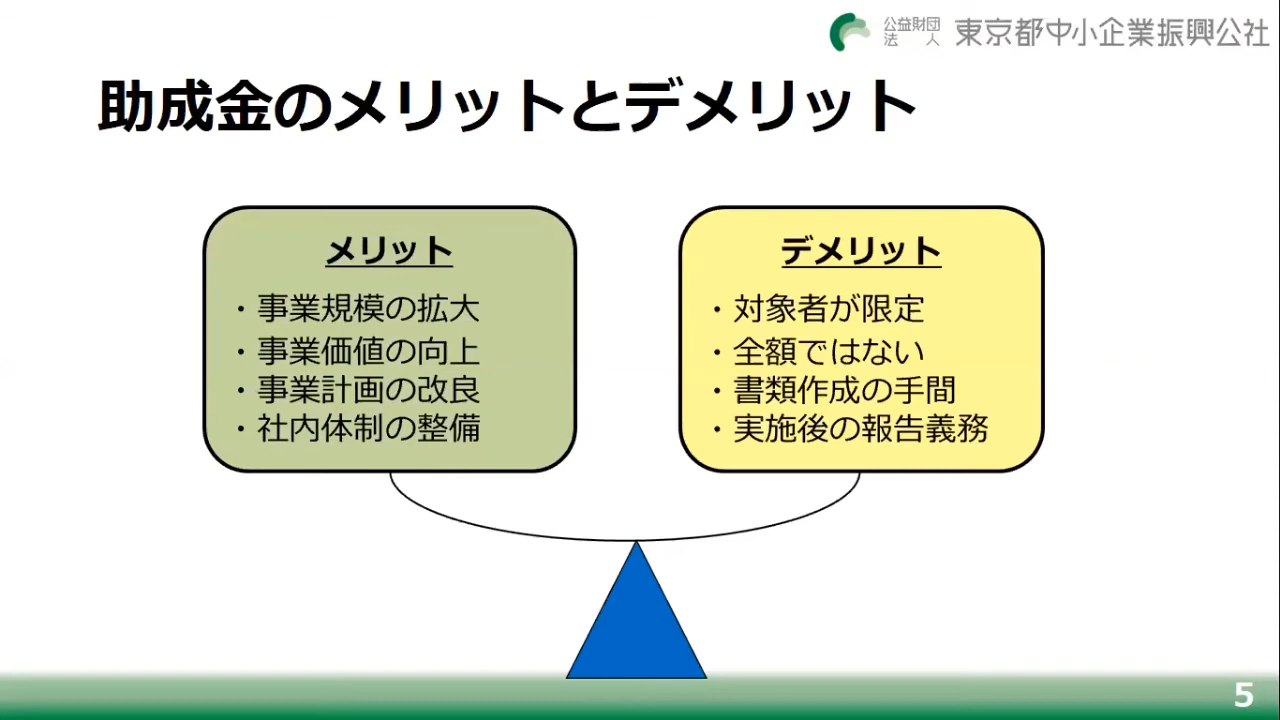 公益財団
法人
東京都中小企業振興公社
助成金のメリットとデメリット
メリット
・事業規模の拡大
・事業価値の向上
・事業計画の改良
・社内体制の整備
デメリット
・対象者が限定
・全額ではない
・書類作成の手間
・実施後の報告義務
5